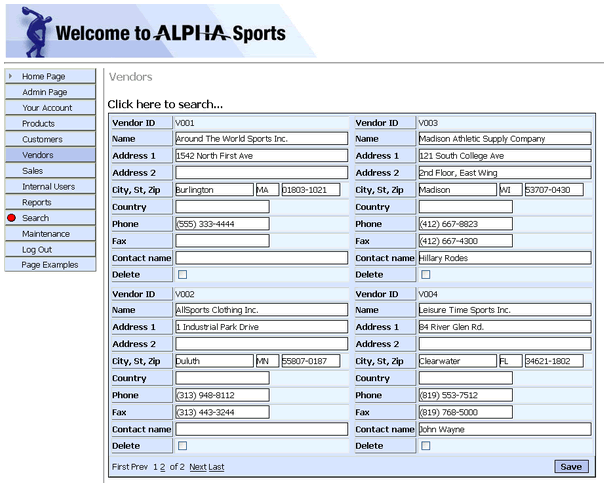 Welcome to ALPHA Sports
Home Page
Admin Page
Your Account
Products
Customers
Vendors
Sales
Internal Users
Reports
Search
Maintenance
Log Out
Page Examples
Vendors
Click here to search...
Vendor ID V001 Vendor ID V003
Name Around The World Sports Inc. Name Madison Athletic Supply Company
Address 1 1542 North First Ave Address 1 121 South College Ave
Address 2 Address 2 2nd Floor, East Wing
City, St, Zip Burlington MA 01803-1021 City, St, Zip Madison WI 53707-0430
Country Country
Phone (555) 333-4444 Phone (412) 667-8823
Fax Fax (412) 667-4300
Contact name Contact name Hillary Rodes
Delete Delete
Vendor ID V002 Vendor ID V004
Name AllSports Clothing Inc. Name Leisure Time Sports Inc.
Address 1 1 Industrial Park Drive Address 1 84 River Glen Rd.
Address 2 Address 2
City, St, Zip Duluth MN 55807-0187 City, St, Zip Clearwater FL 34621-1802
Country Country
Phone (313) 948-8112 Phone (819) 553-7512
Fax (313) 443-3244 Fax (819) 768-5000
Contact name Contact name John Wayne
Delete Delete
First Prev 1 2 of 2 Next Last Save